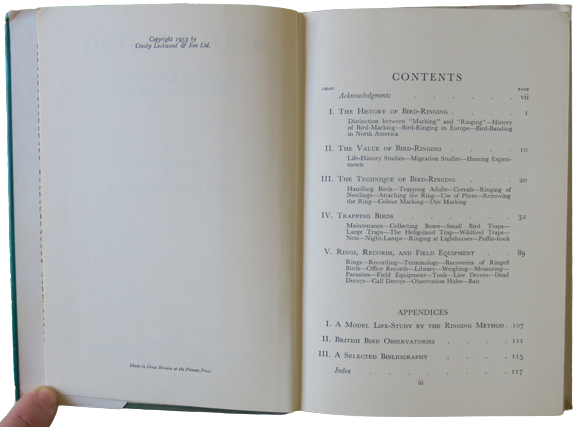 Copyright 1953 by
Crosby Lockwood & Son Ltd.
Made in Great Britain at the Pitman Press
CONTENTS
CHAP. PAGE
Acknowledgments . . . . . . vii
I. THE HISTORY OF BIRD-RINGING . . . . 1
Distinction between "Marking" and "Ringing"—History
of Bird-Marking—Bird-Ringing in Europe—Bird-Banding
in North America
II. THE VALUE OF BIRD-RINGING . . . . 10
Life-History Studies—Migration Studies—Homing Experi-
ments
III. THE TECHNIQUE OF BIRD-RINGING . . . 20
Handling Birds—Trapping Adults—Corrals—Ringing of
Nestlings—Attaching the Ring—Use of Pliers—Removing
the Ring—Colour Marking—Dye Marking
IV. TRAPPING BIRDS . . . . . . 32
Maintenance—Collecting Boxes—Small Bird Traps—
Large Traps—The Heligoland Trap—Wildfowl Traps—
Nets—Night-Lamps—Ringing at Lighthouses—Puffin-hook
V. RINGS, RECORDS, AND FIELD EQUIPMENT . . 89
Rings—Recording—Terminology—Recoveries of Ringed
Birds—Office Records—Library—Weighing—Measuring—
Parasites—Field Equipment—Tools—Live Decoys—Dead
Decoys—Call Decoys—Observation Hides—Bait
APPENDICES
I. A MODEL LIFE-STUDY BY THE RINGING METHOD . 107
II. BRITISH BIRD OBSERVATORIES . . . . 111
III. A SELECTED BIBLIOGRAPHY . . . . 115
Index . . . . . . . 117
iii